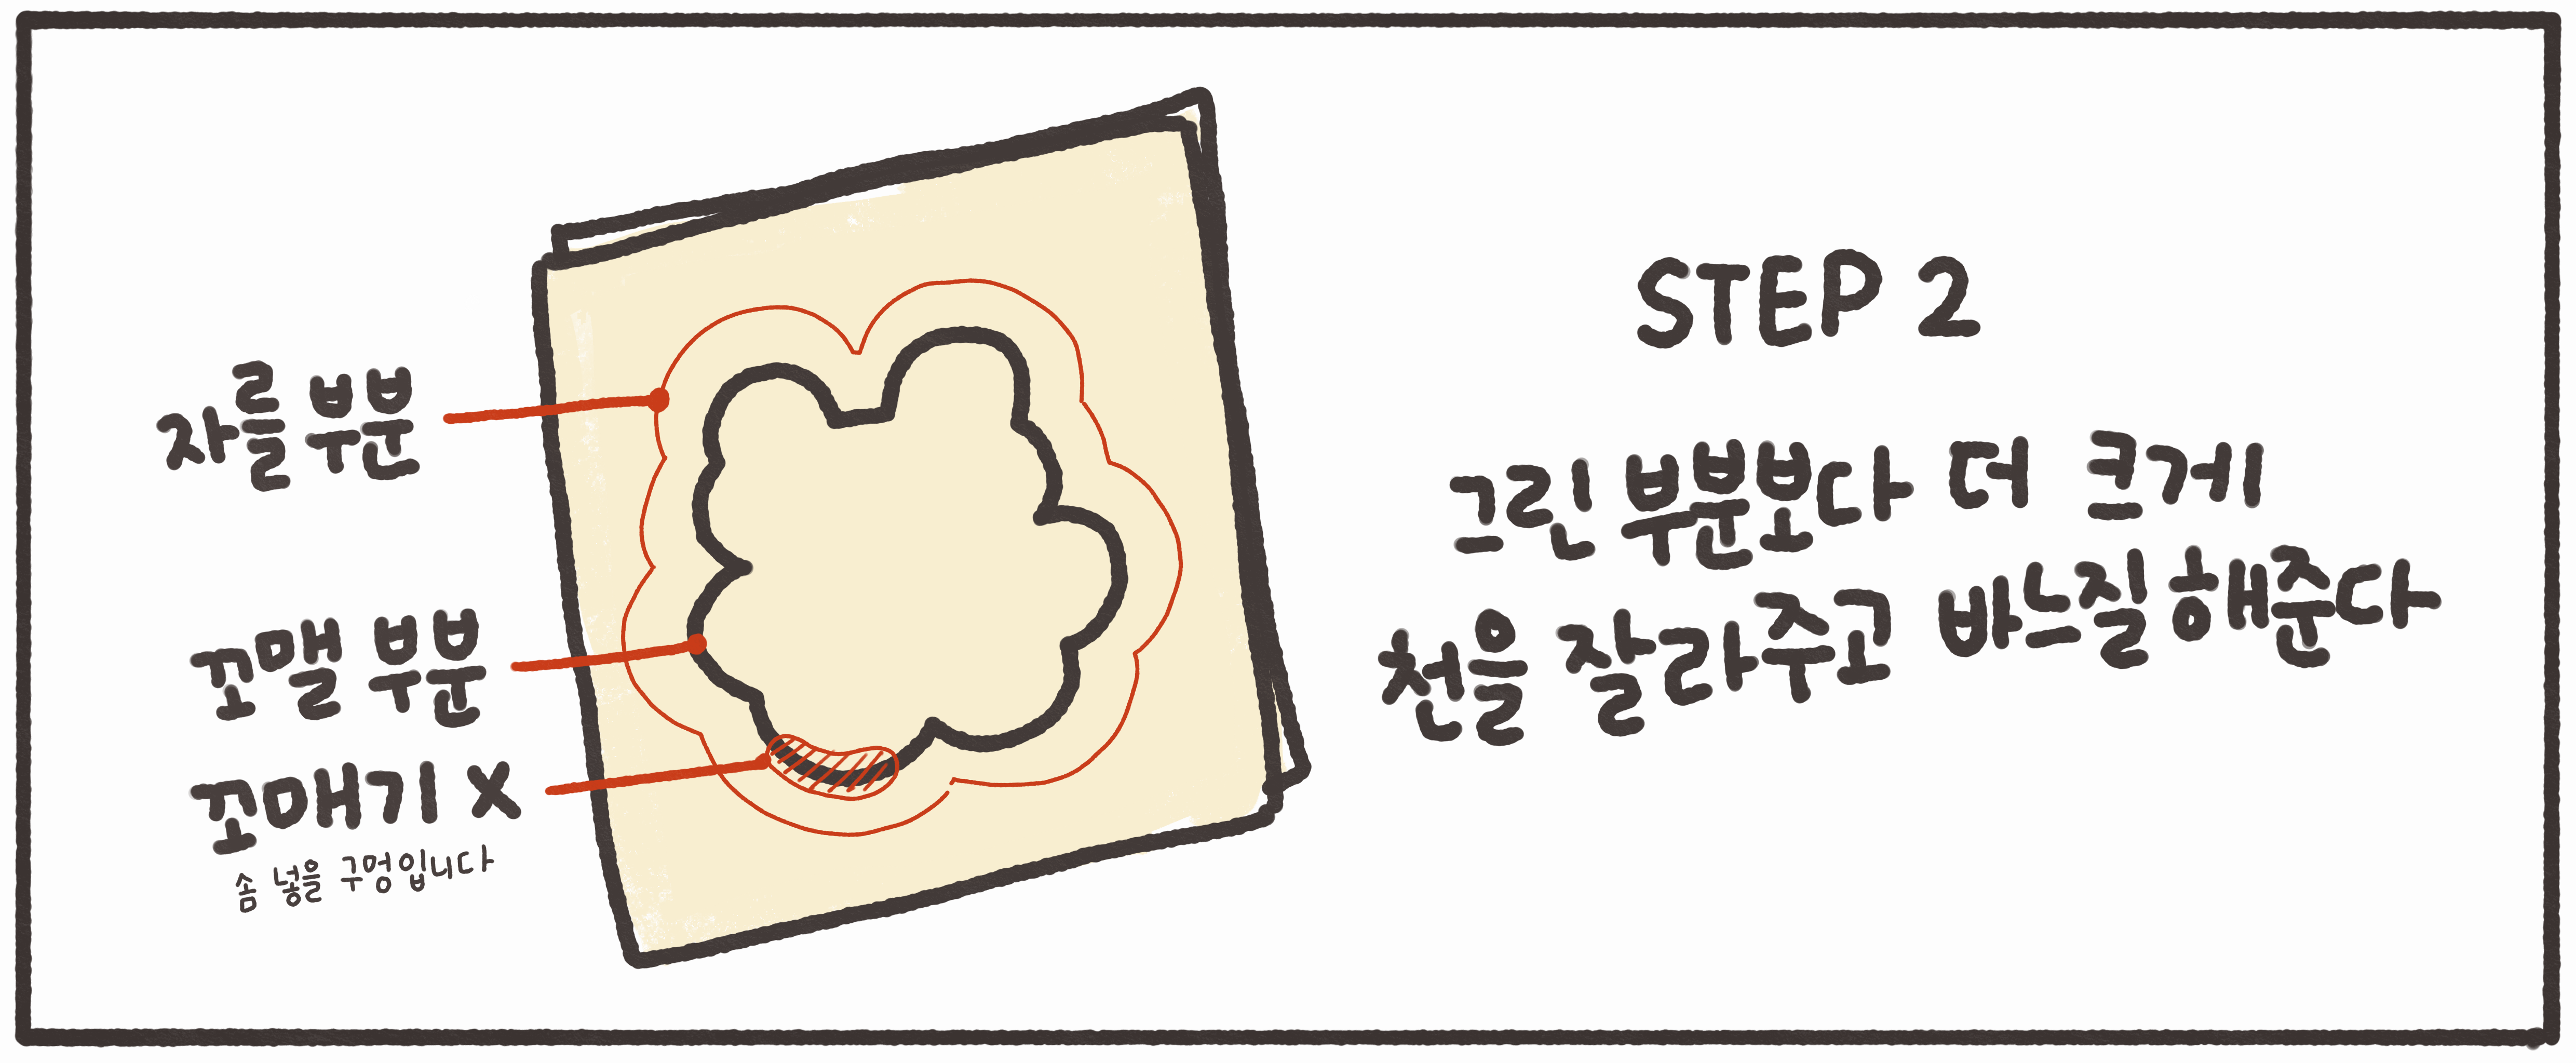 STEP 2
그린 부분보다 더 크게
천을 잘라주고 바느질 해준다
자를 부분
꼬맬 부분
꼬매기 X
솜 넣을 구멍입니다